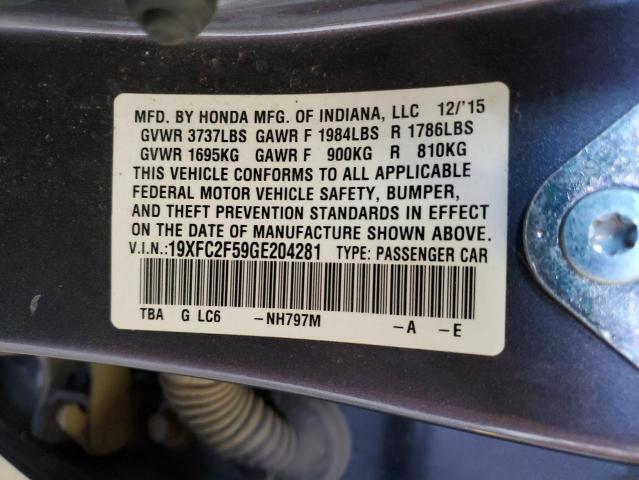 MFD. BY HONDA MFG. OF INDIANA, LLC 12/'15
GVWR 3737LBS GAWR F 1984LBS R 1786LBS
GVWR 1695KG GAWR F 900KG R 810KG
THIS VEHICLE CONFORMS TO ALL APPLICABLE
FEDERAL MOTOR VEHICLE SAFETY, BUMPER,
AND THEFT PREVENTION STANDARDS IN EFFECT
ON THE DATE OF MANUFACTURE SHOWN ABOVE.
V.I.N.:19XFC2F59GE204281 TYPE: PASSENGER CAR
TBA G LC6 -NH797M -A -E